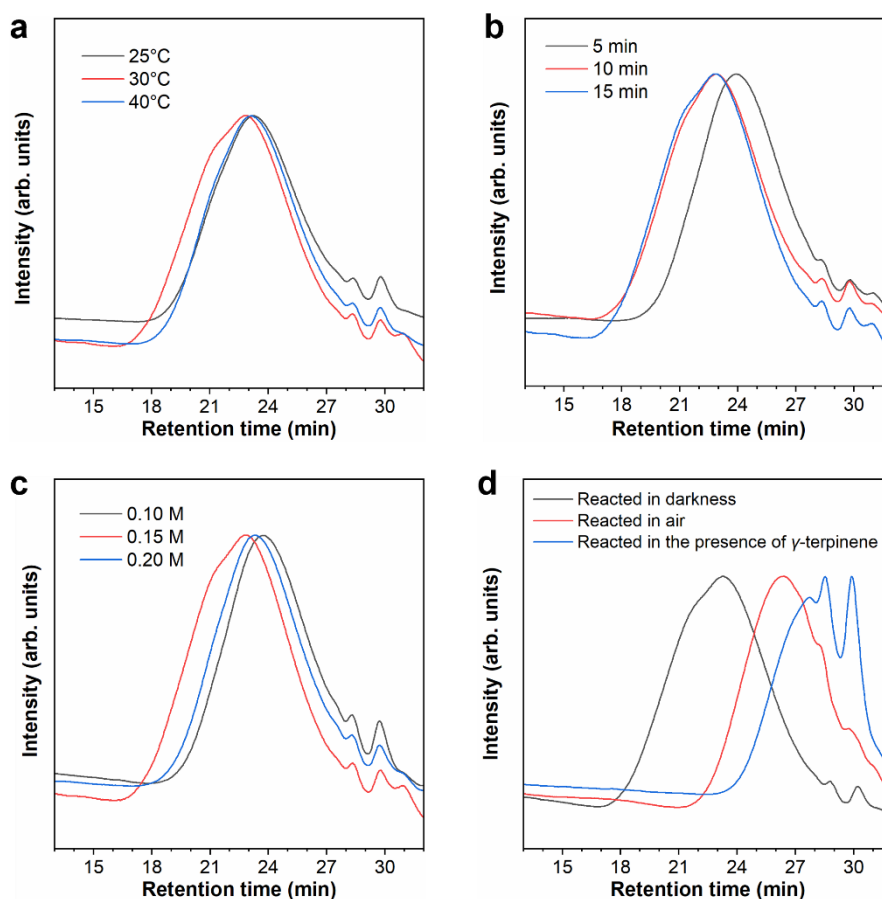 a
25°C
30°C
40°C
Intensity (arb. units)
15 18 21 24 27 30
Retention time (min)
b
5 min
10 min
15 min
Intensity (arb. units)
15 18 21 24 27 30
Retention time (min)
c
0.10 M
0.15 M
0.20 M
Intensity (arb. units)
15 18 21 24 27 30
Retention time (min)
d
Reacted in darkness
Reacted in air
Reacted in the presence of γ-terpinene
Intensity (arb. units)
15 18 21 24 27 30
Retention time (min)